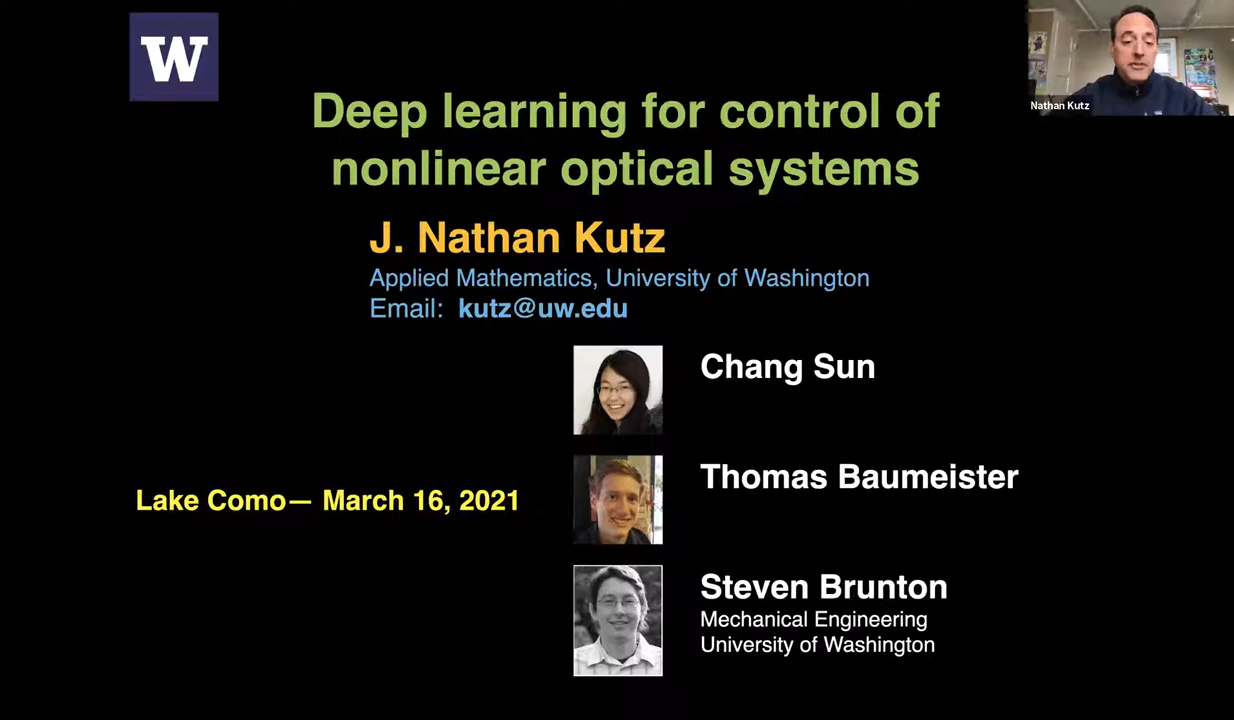 W
Nathan Kutz
Deep learning for control of
nonlinear optical systems
J. Nathan Kutz
Applied Mathematics, University of Washington
Email: kutz@uw.edu
Chang Sun
Thomas Baumeister
Lake Como— March 16, 2021
Steven Brunton
Mechanical Engineering
University of Washington